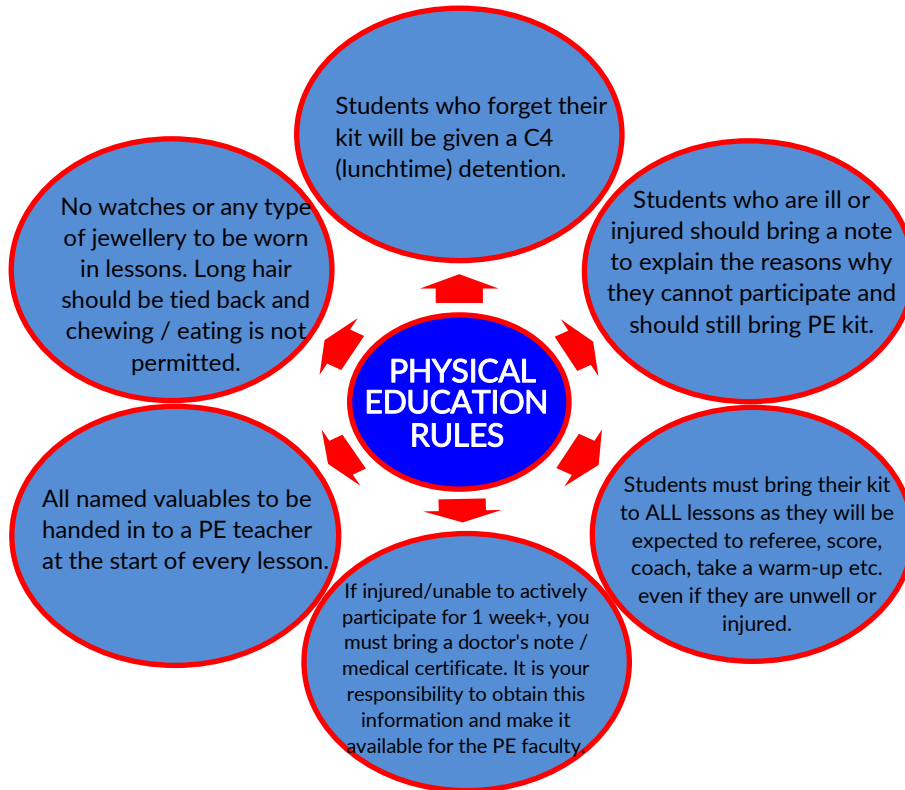 Students who forget their
kit will be given a C4
(lunchtime) detention.
No watches or any type
of jewellery to be worn
in lessons. Long hair
should be tied back and
chewing / eating is not
permitted.
Students who are ill or
injured should bring a note
to explain the reasons why
they cannot participate and
should still bring PE kit.
PHYSICAL
EDUCATION
RULES
All named valuables to be
handed in to a PE teacher
at the start of every lesson.
Students must bring their kit
to ALL lessons as they will be
expected to referee, score,
coach, take a warm-up etc.
even if they are unwell or
injured.
If injured/unable to actively
participate for 1 week+, you
must bring a doctor's note /
medical certificate. It is your
responsibility to obtain this
information and make it
available for the PE faculty.